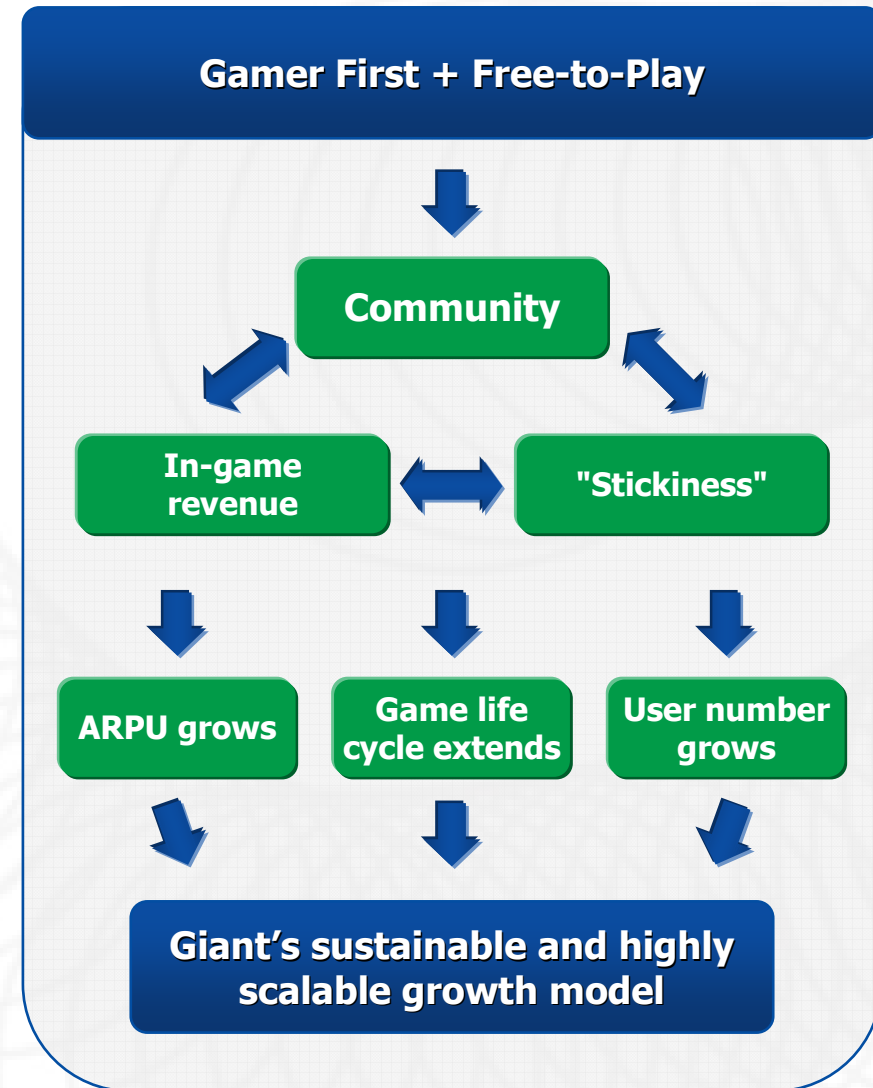 Gamer First + Free-to-Play
Community
In-game
revenue
"Stickiness"
ARPU grows
Game life
cycle extends
User number
grows
Giant’s sustainable and highly
scalable growth model